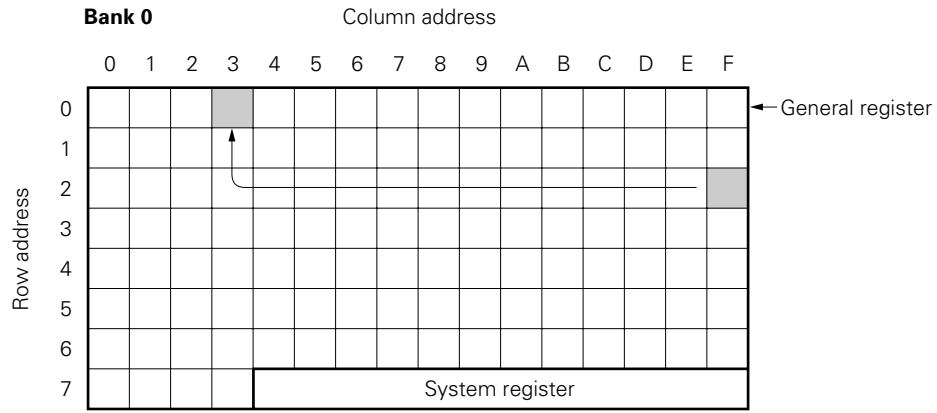 Bank 0 Column address
0 1 2 3 4 5 6 7 8 9 A B C D E F
0 General register
1
2
3
4
5
6
7 System register
Row address